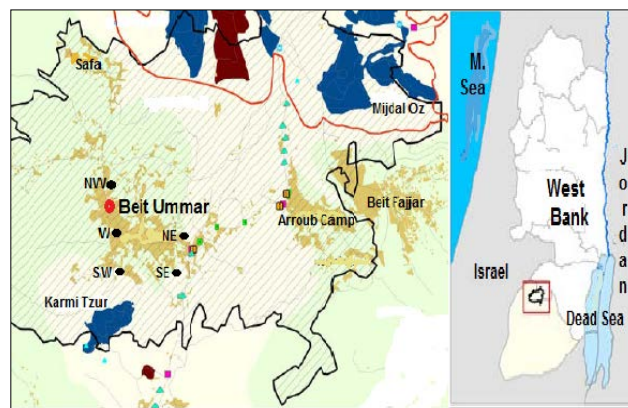 Safa
Mijdal Oz
NW
Beit Ummar
W
NE
SW
SE
Arroub Camp
Beit Fajjar
Karmi Tzur
M.
Sea
West
Bank
Jordan
Israel
Dead Sea